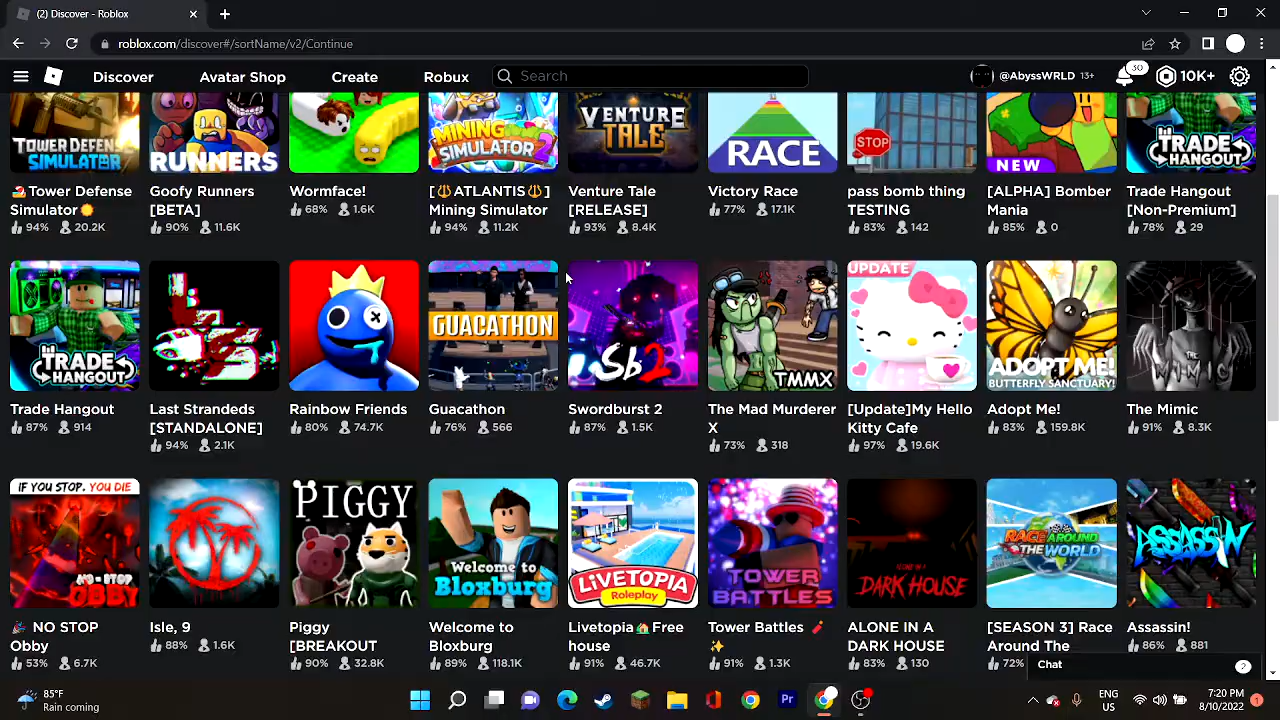 (2) Discover - Roblox
roblox.com/discover#/sortName/v2/Continue
Discover Avatar Shop Create Robux Search @AbyssWRLD 13+ 30 10K+
TOWER DEFENSE SIMULATOR
RUNNERS
MINING SIMULATOR 2
VENTURE TALE
RACE
STOP
NEW
TRADE HANGOUT
🏖️Tower Defense Simulator☀️
94% 20.2K
Goofy Runners [BETA]
90% 11.6K
Wormface!
68% 1.6K
[🔱ATLANTIS🔱] Mining Simulator
94% 11.2K
Venture Tale [RELEASE]
93% 8.4K
Victory Race
77% 17.1K
pass bomb thing TESTING
83% 142
[ALPHA] Bomber Mania
85% 0
Trade Hangout [Non-Premium]
78% 29
TRADE HANGOUT
GUACATHON
Sb2
TMMX
UPDATE
ADOPT ME!
BUTTERFLY SANCTUARY!
THE MIMIC
Trade Hangout
87% 914
Last Strandeds [STANDALONE]
94% 2.1K
Rainbow Friends
80% 74.7K
Guacathon
76% 566
Swordburst 2
87% 1.5K
The Mad Murderer X
73% 318
[Update]My Hello Kitty Cafe
97% 19.6K
Adopt Me!
83% 159.8K
The Mimic
91% 8.3K
IF YOU STOP. YOU DIE
NO-STOP OBBY
PIGGY
Welcome to Bloxburg
LIVETOPIA
Roleplay
TOWER BATTLES
ALONE IN A DARK HOUSE
RACE AROUND THE WORLD
ASSASSIN
🎉 NO STOP Obby
53% 6.7K
Isle, 9
88% 1.6K
Piggy [BREAKOUT
90% 32.8K
Welcome to Bloxburg
89% 118.1K
Livetopia🏠Free house
91% 46.7K
Tower Battles 🧨✨
91% 1.3K
ALONE IN A DARK HOUSE
83% 130
[SEASON 3] Race Around The
72%
Assassin!
86% 881
Chat 2
85°F
Rain coming
Pr
ENG
US
7:20 PM
8/10/2022
1